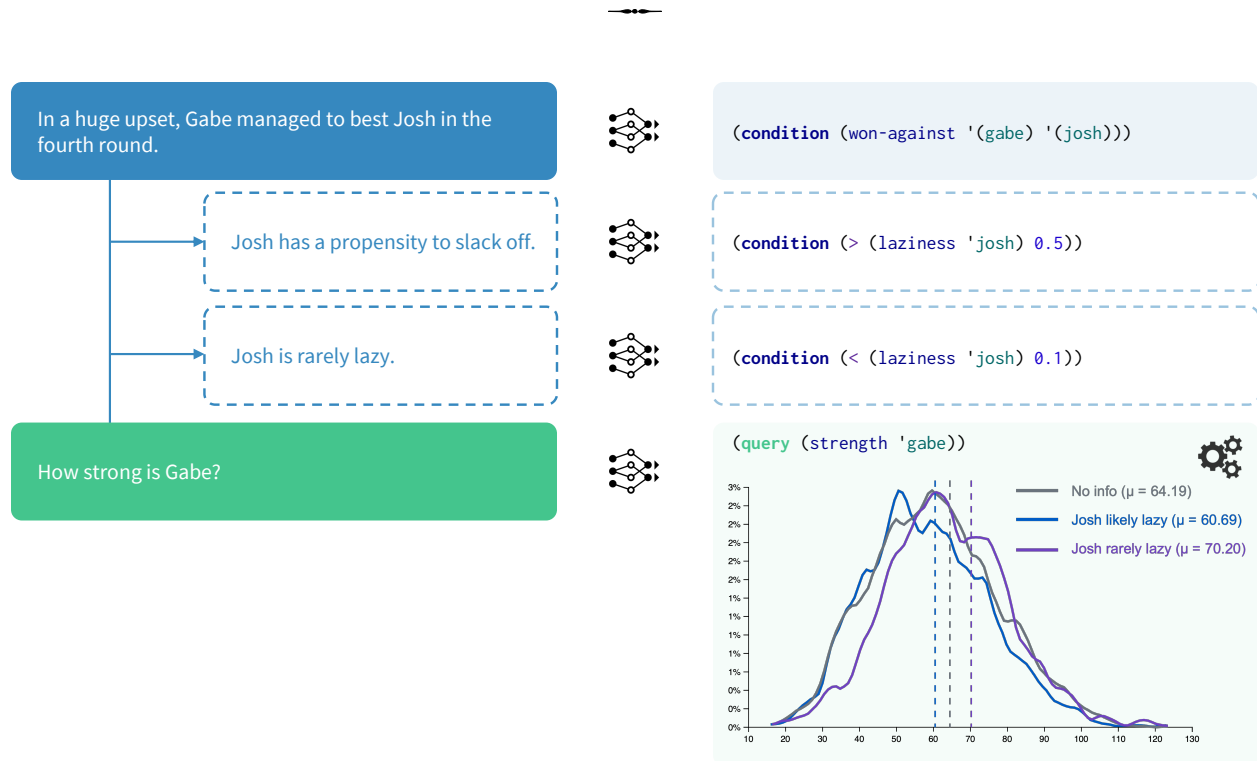 In a huge upset, Gabe managed to best Josh in the
fourth round.
(condition (won-against '(gabe) '(josh)))
Josh has a propensity to slack off.
(condition (> (laziness 'josh) 0.5))
Josh is rarely lazy.
(condition (< (laziness 'josh) 0.1))
How strong is Gabe?
(query (strength 'gabe))
No info (μ = 64.19)
Josh likely lazy (μ = 60.69)
Josh rarely lazy (μ = 70.20)
3%
2%
2%
2%
2%
2%
1%
1%
1%
1%
1%
0%
0%
0%
10 20 30 40 50 60 70 80 90 100 110 120 130